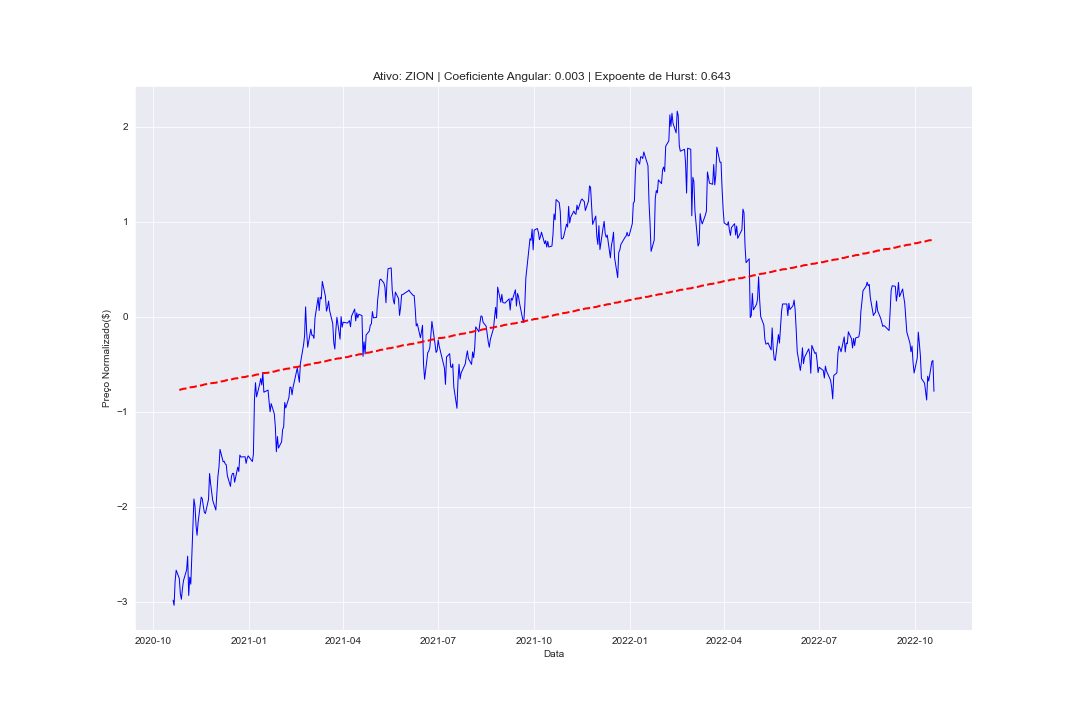 Ativo: ZION | Coeficiente Angular: 0.003 | Expoente de Hurst: 0.643
Preço Normalizado($)
2
1
0
−1
−2
−3
2020-10 2021-01 2021-04 2021-07 2021-10 2022-01 2022-04 2022-07 2022-10
Data